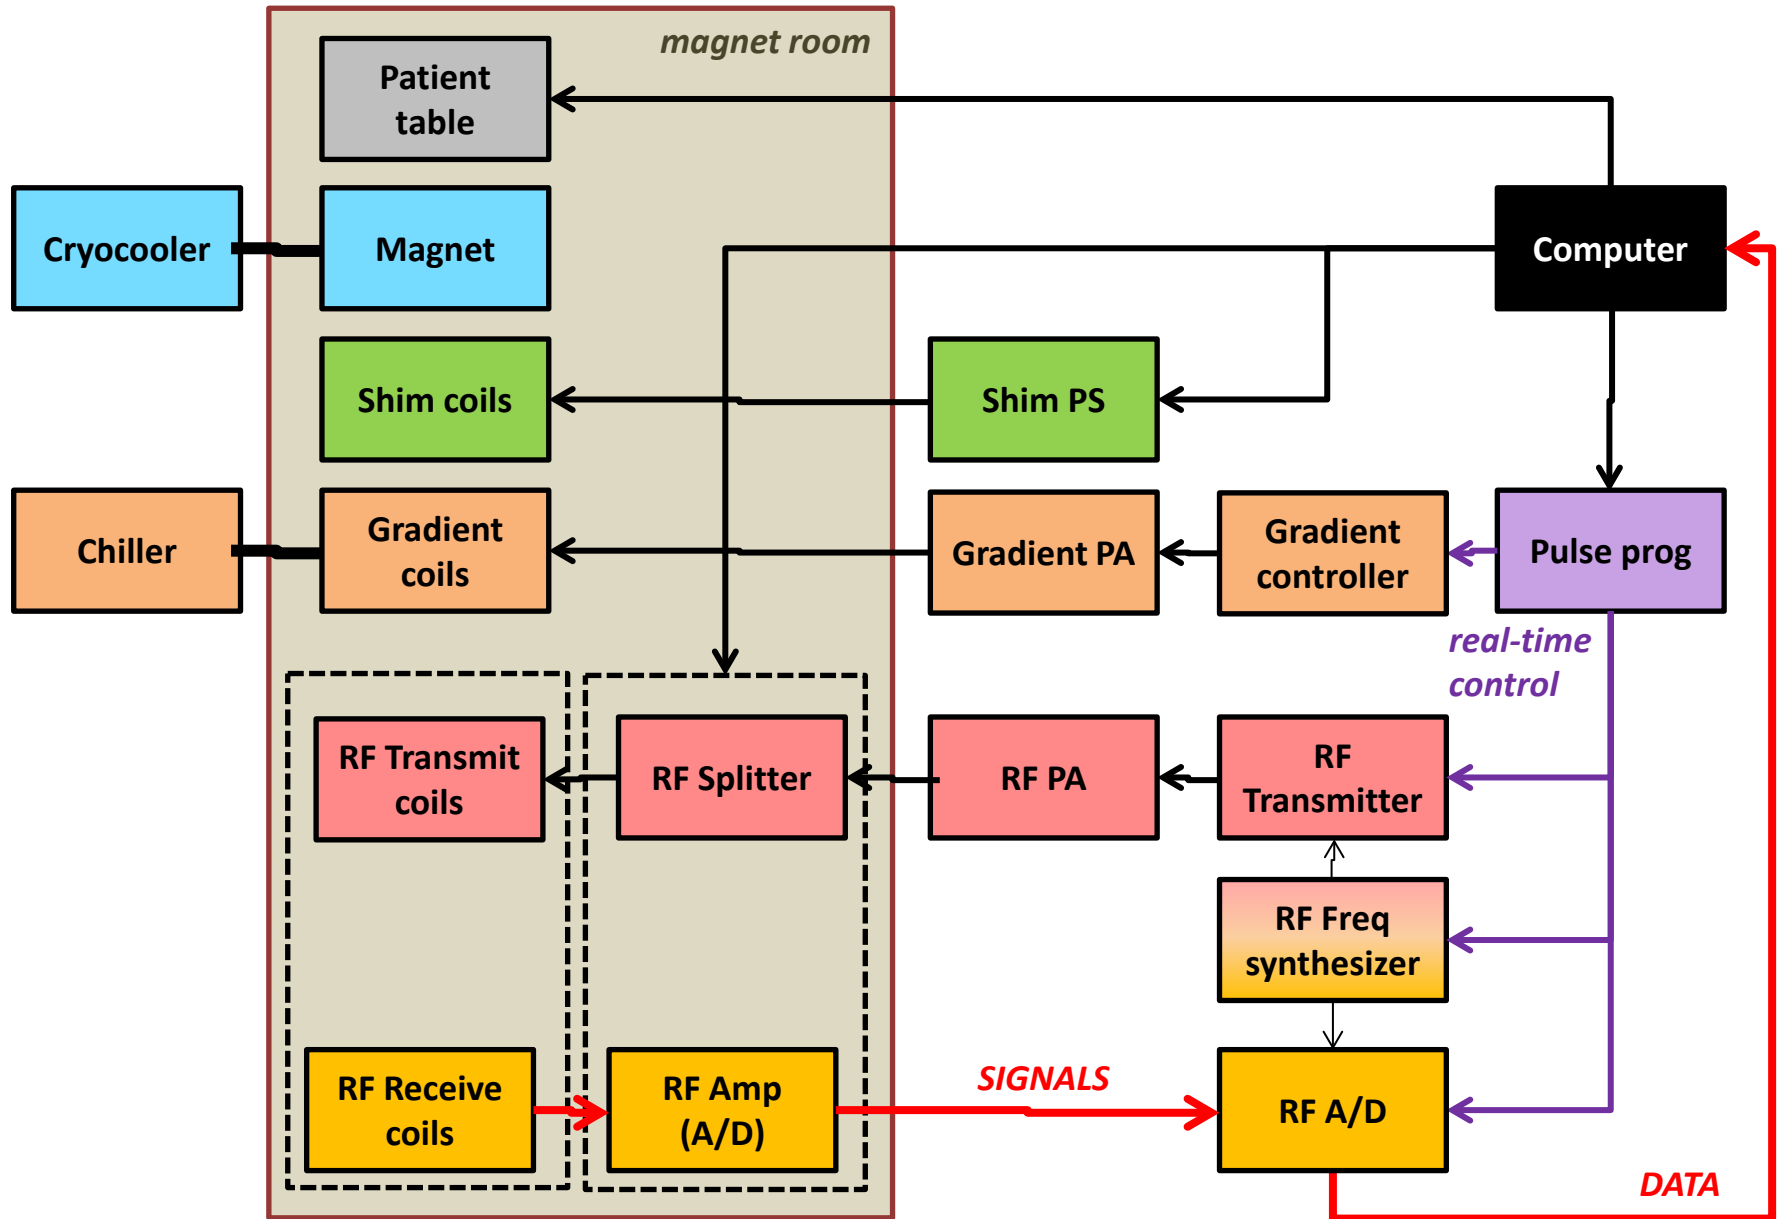 magnet room
Patient
table
Cryocooler
Magnet
Computer
Shim coils
Shim PS
Chiller
Gradient
coils
Gradient PA
Gradient
controller
Pulse prog
real-time
control
RF Transmit
coils
RF Splitter
RF PA
RF
Transmitter
RF Freq
synthesizer
RF Receive
coils
RF Amp
(A/D)
SIGNALS
RF A/D
DATA